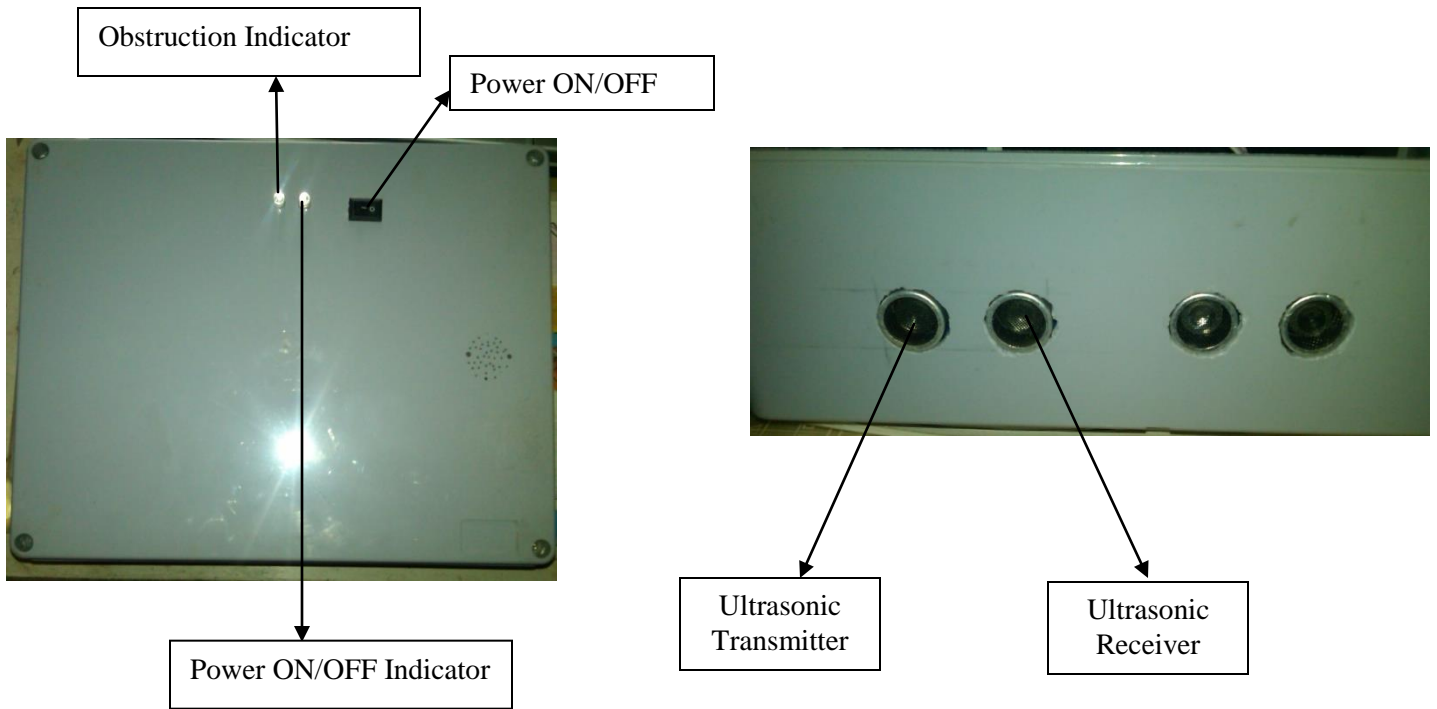 Obstruction Indicator
Power ON/OFF
Power ON/OFF Indicator
Ultrasonic
Transmitter
Ultrasonic
Receiver